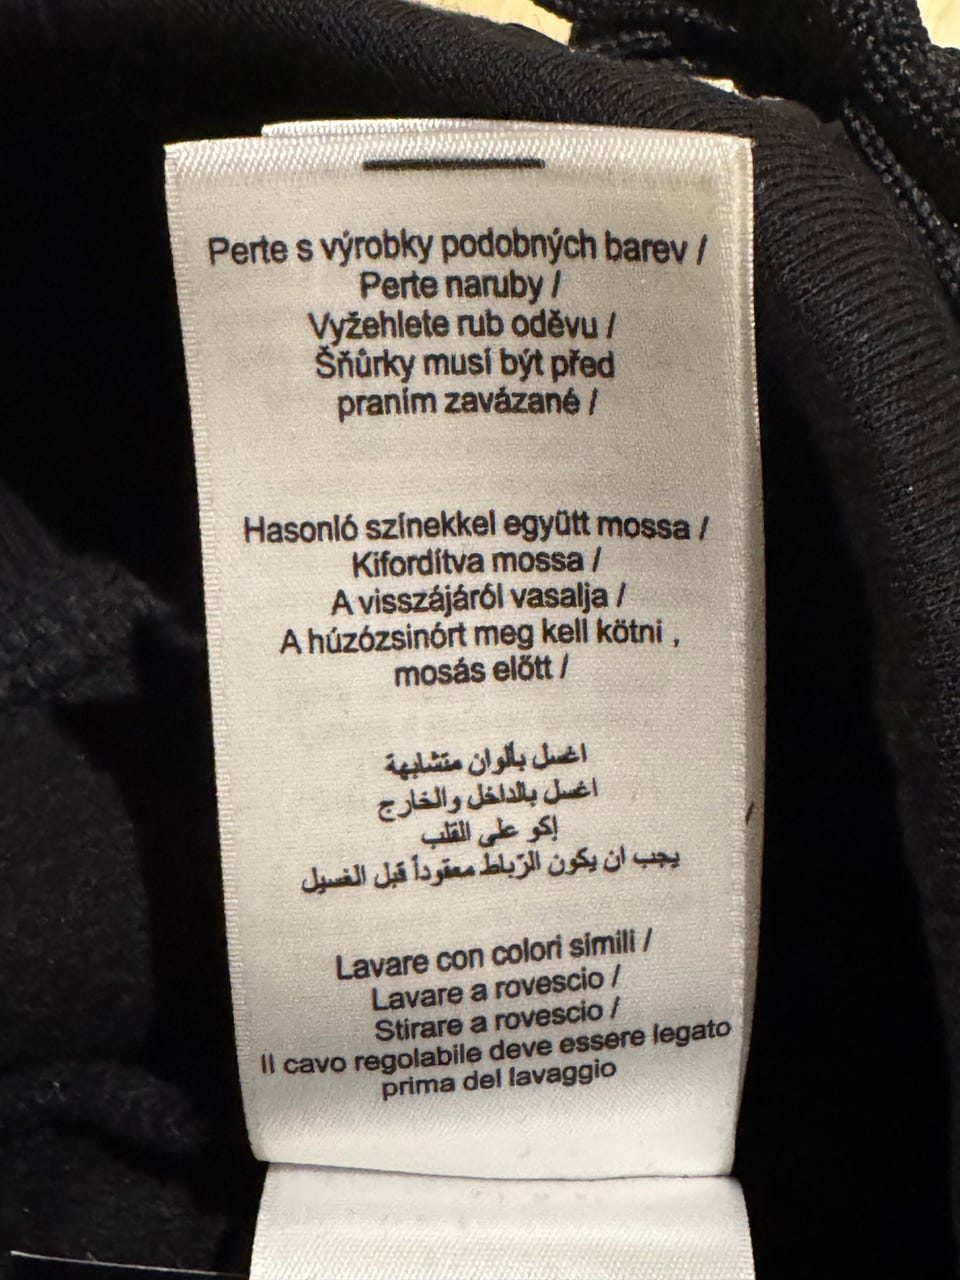 Perte s výrobky podobných barev /
Perte naruby /
Vyžehlete rub oděvu /
Šňůrky musí být před
praním zavázané /
Hasonló színekkel együtt mossa /
Kifordítva mossa /
A visszájáról vasalja /
A húzózsinórt meg kell kötni ,
mosás előtt /
اغسل بألوان متشابهة
اغسل بالداخل والخارج
إكو على القلب
يجب ان يكون الرّباط معقوداً قبل الغسيل
Lavare con colori simili /
Lavare a rovescio /
Stirare a rovescio /
Il cavo regolabile deve essere legato
prima del lavaggio